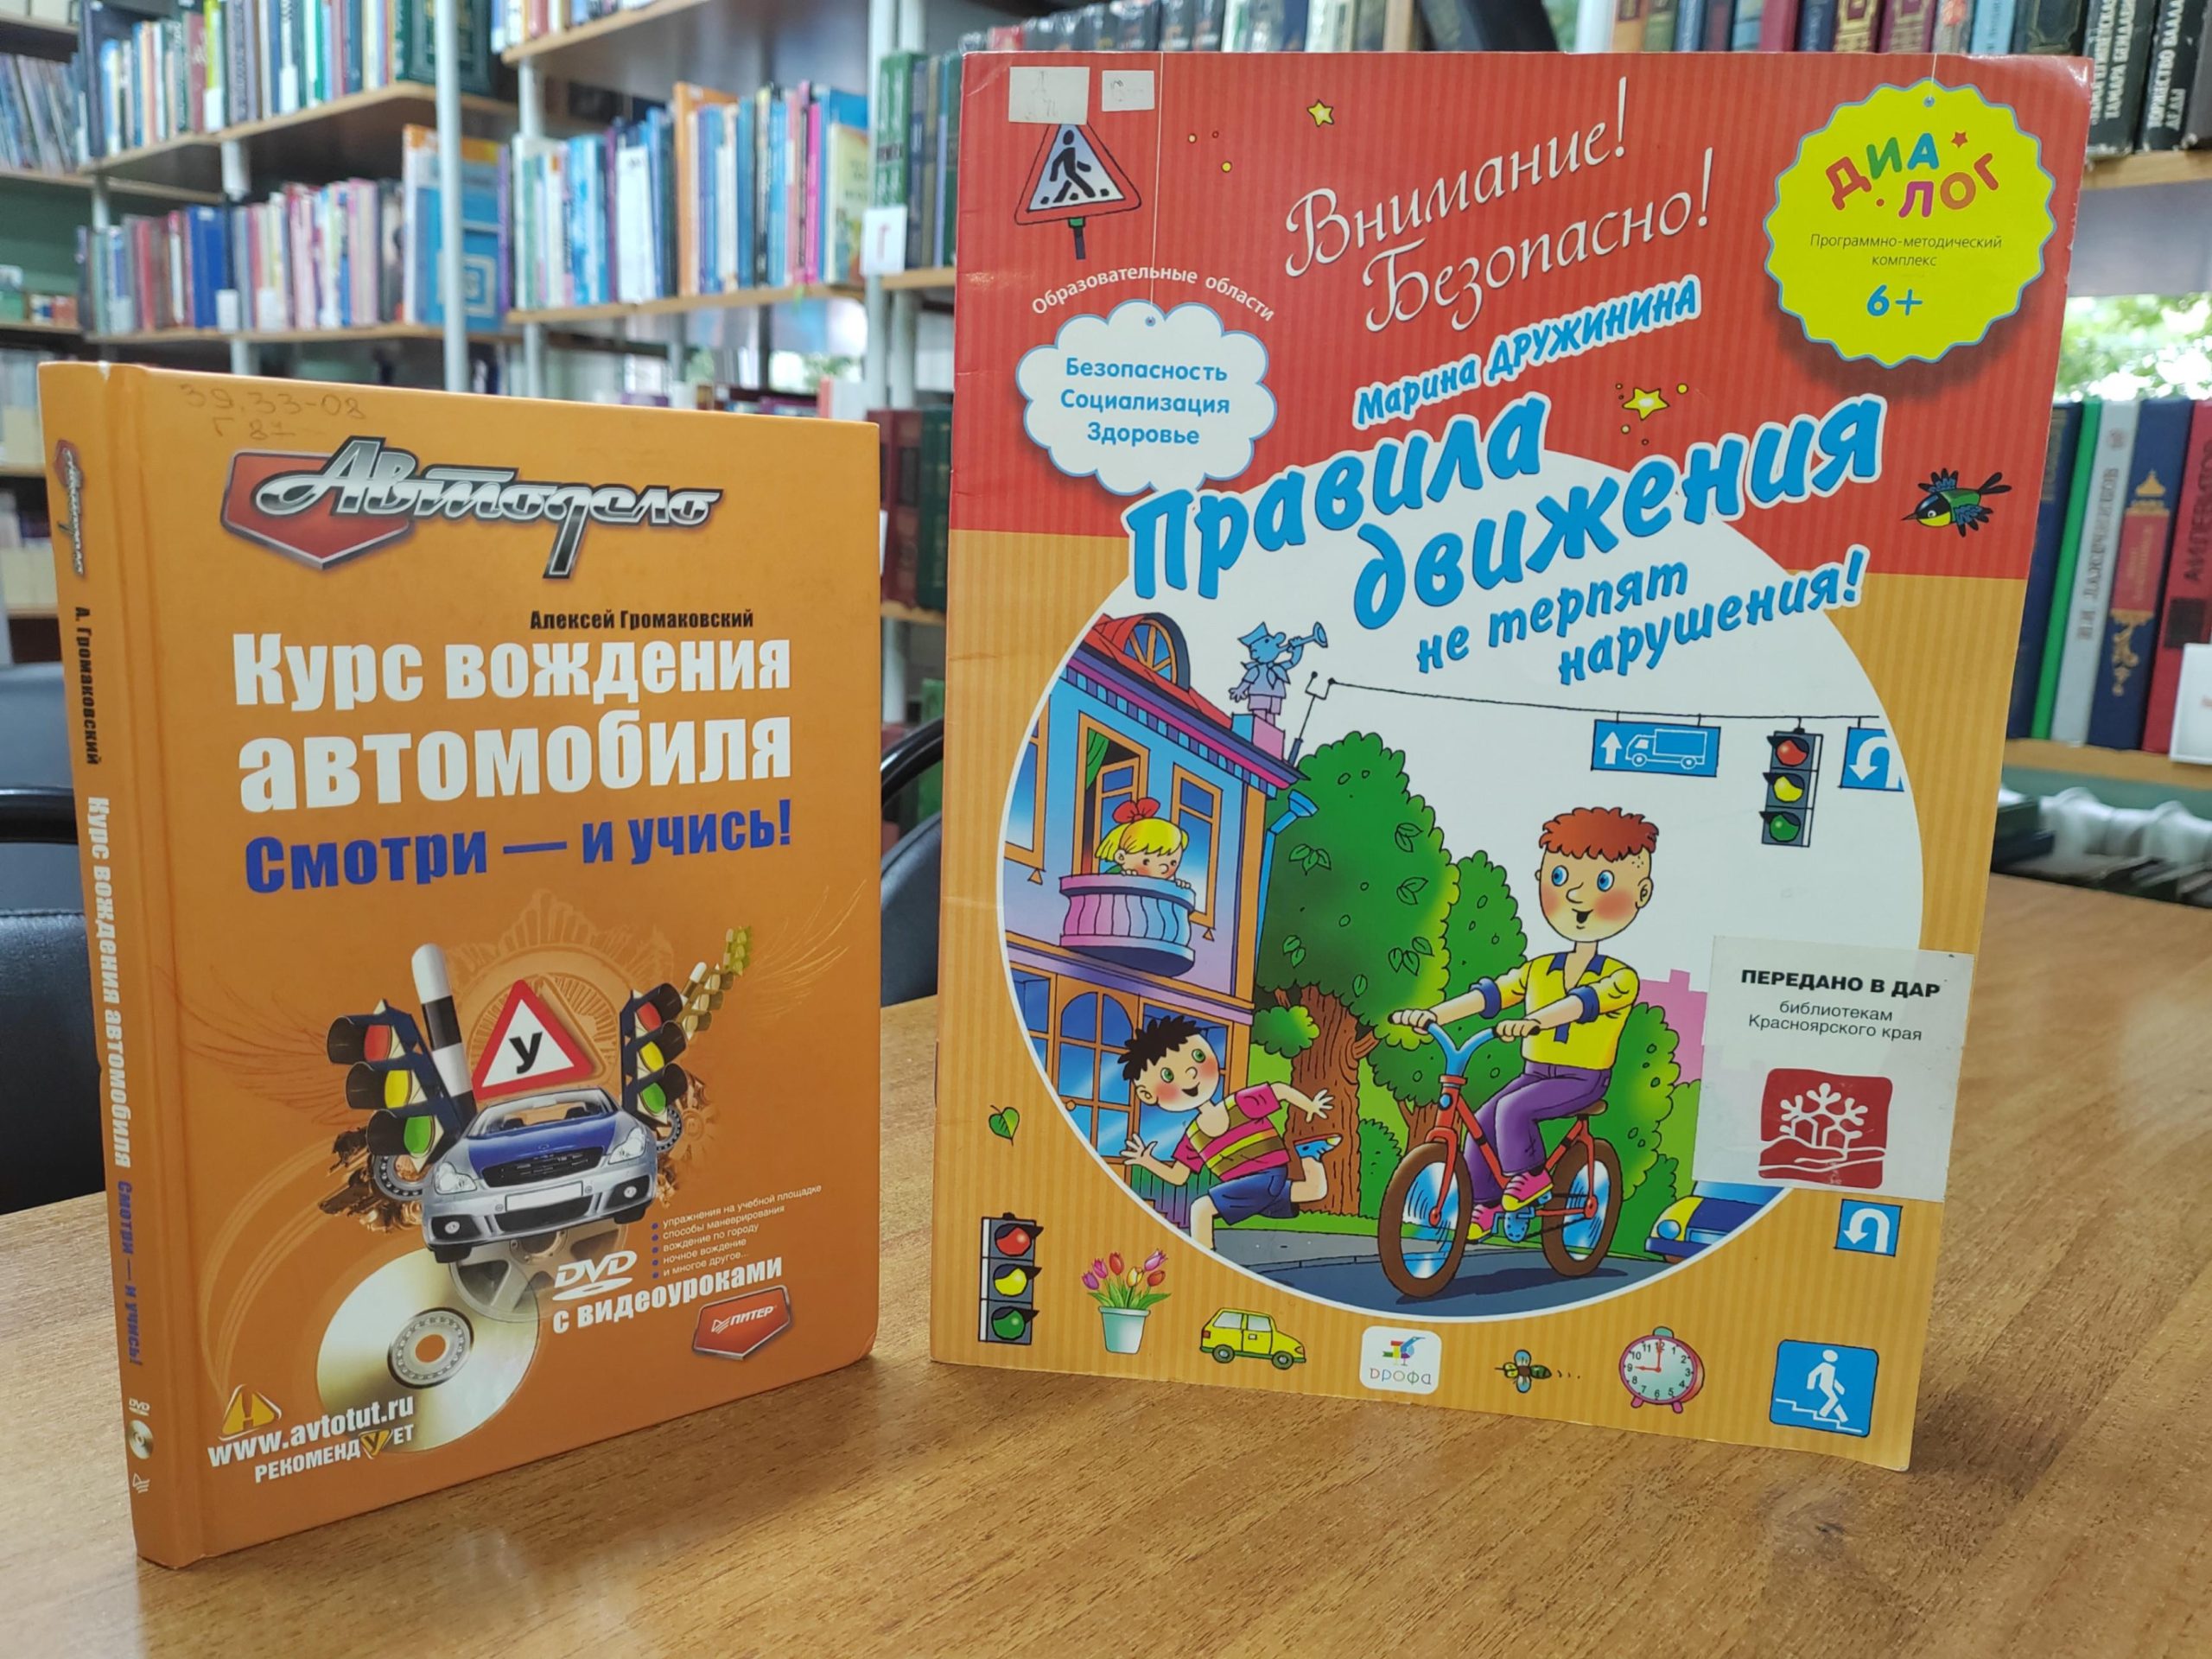 39.33-08
Г 87
Автодело
Алексей Громаковский
Курс вождения
автомобиля
Смотри — и учись!
У
упражнения на учебной площадке
способы маневрирования
вождение по городу
ночное вождение
и многое другое...
DVD
с видеоуроками
ПИТЕР
www.avtotut.ru
РЕКОМЕНДУЕТ
А. Громаковский Курс вождения автомобиля Смотри — и учись!
DVD
Внимание!
Безопасно!
ДИАЛОГ
Программно-методический
комплекс
6+
Образовательные области
Безопасность
Социализация
Здоровье
Марина ДРУЖИНИНА
Правила
движения
не терпят
нарушения!
ПЕРЕДАНО В ДАР
библиотекам
Красноярского края
дрофа
Г